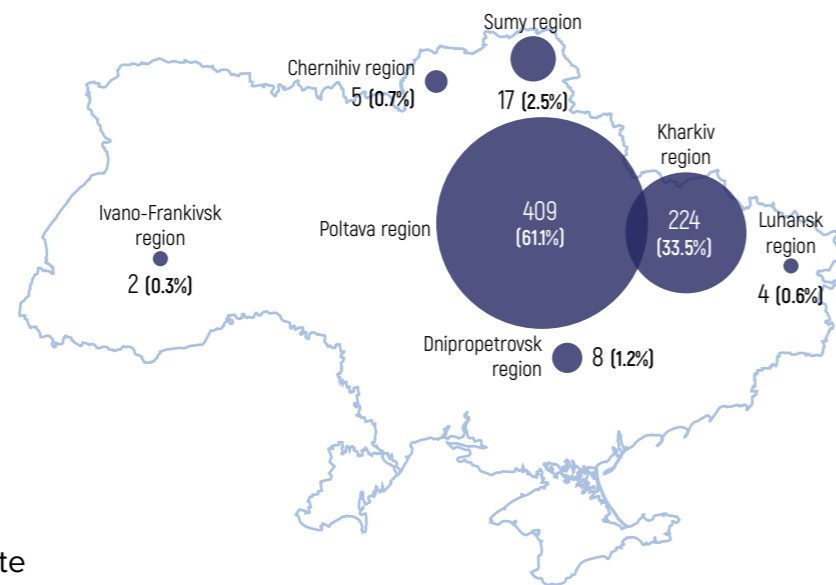 Sumy region
Chernihiv region
5 (0.7%)
17 (2.5%)
Kharkiv
region
Ivano-Frankivsk
region
2 (0.3%)
Poltava region
409
(61.1%)
224
(33.5%)
Luhansk
region
4 (0.6%)
Dnipropetrovsk
region
8 (1.2%)
te